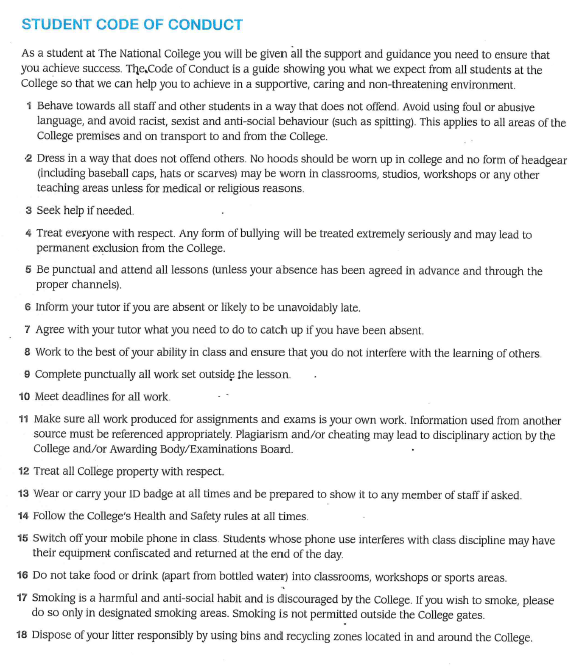 STUDENT CODE OF CONDUCT
As a student at The National College you will be given all the support and guidance you need to ensure that
you achieve success. The Code of Conduct is a guide showing you what we expect from all students at the
College so that we can help you to achieve in a supportive, caring and non-threatening environment.
1 Behave towards all staff and other students in a way that does not offend. Avoid using foul or abusive
language, and avoid racist, sexist and anti-social behaviour (such as spitting). This applies to all areas of the
College premises and on transport to and from the College.
2 Dress in a way that does not offend others. No hoods should be worn up in college and no form of headgear
(including baseball caps, hats or scarves) may be worn in classrooms, studios, workshops or any other
teaching areas unless for medical or religious reasons.
3 Seek help if needed.
4 Treat everyone with respect. Any form of bullying will be treated extremely seriously and may lead to
permanent exclusion from the College.
5 Be punctual and attend all lessons (unless your absence has been agreed in advance and through the
proper channels).
6 Inform your tutor if you are absent or likely to be unavoidably late.
7 Agree with your tutor what you need to do to catch up if you have been absent.
8 Work to the best of your ability in class and ensure that you do not interfere with the learning of others.
9 Complete punctually all work set outside the lesson.
10 Meet deadlines for all work.
11 Make sure all work produced for assignments and exams is your own work. Information used from another
source must be referenced appropriately. Plagiarism and/or cheating may lead to disciplinary action by the
College and/or Awarding Body/Examinations Board.
12 Treat all College property with respect.
13 Wear or carry your ID badge at all times and be prepared to show it to any member of staff if asked.
14 Follow the College's Health and Safety rules at all times.
15 Switch off your mobile phone in class. Students whose phone use interferes with class discipline may have
their equipment confiscated and returned at the end of the day.
16 Do not take food or drink (apart from bottled water) into classrooms, workshops or sports areas.
17 Smoking is a harmful and anti-social habit and is discouraged by the College. If you wish to smoke, please
do so only in designated smoking areas. Smoking is not permitted outside the College gates.
18 Dispose of your litter responsibly by using bins and recycling zones located in and around the College.